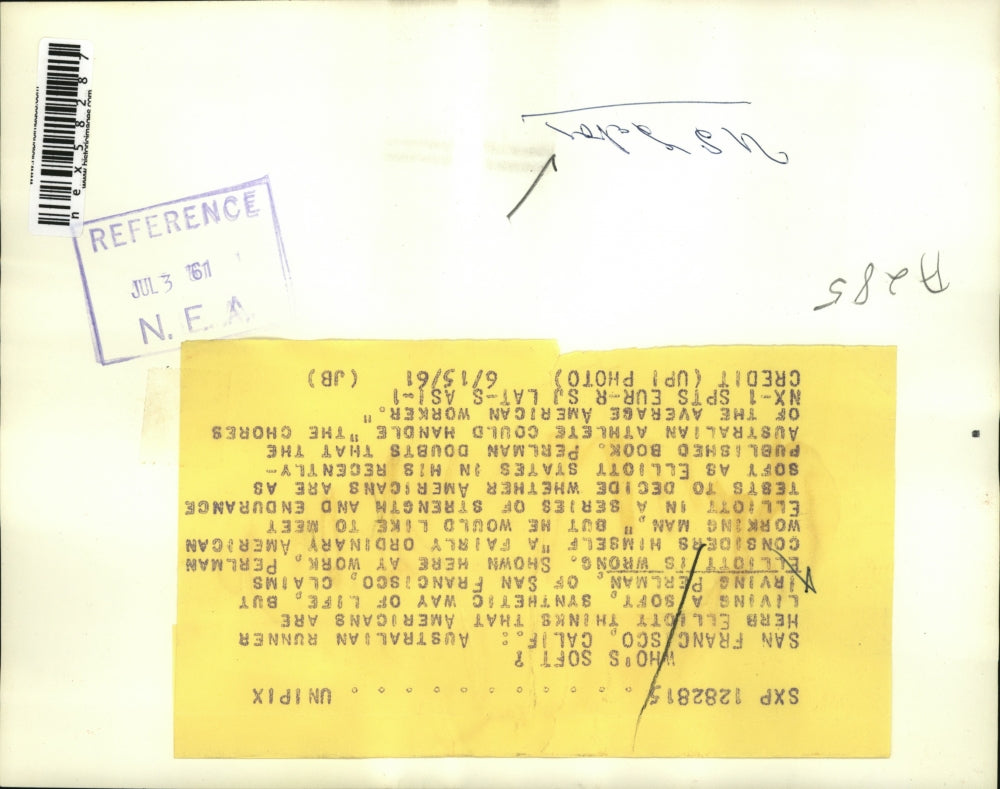 SXP 1282815 . . . . . . . . . . . . . UNIPIX
WHO'S SOFT?
SAN FRANCISCO, CALIF.: AUSTRALIAN RUNNER
HERB ELLIOTT THINKS THAT AMERICANS ARE
LIVING A SOFT, SYNTHETIC WAY OF LIFE, BUT
IRVING PERLMAN, OF SAN FRANCISCO, CLAIMS
ELLIOTT IS WRONG. SHOWN HERE AT WORK, PERLMAN
CONSIDERS HIMSELF "A FAIRLY ORDINARY AMERICAN
WORKING MAN," BUT HE WOULD LIKE TO MEET
ELLIOTT IN A SERIES OF STRENGTH AND ENDURANCE
TESTS TO DECIDE WHETHER AMERICANS ARE AS
SOFT AS ELLIOTT STATES IN HIS RECENTLY-
PUBLISHED BOOK. PERLMAN DOUBTS THAT THE
AUSTRALIAN ATHLETE COULD HANDLE "THE CHORES
OF THE AVERAGE AMERICAN WORKER."
NX-1 SPTS EUR-R SJ LAT-S ASI-1
CREDIT (UPI PHOTO) 6/15/61 (JB)
A285
US Labor
REFERENCE
JUL 3 '61
N. E. A.
nex58287